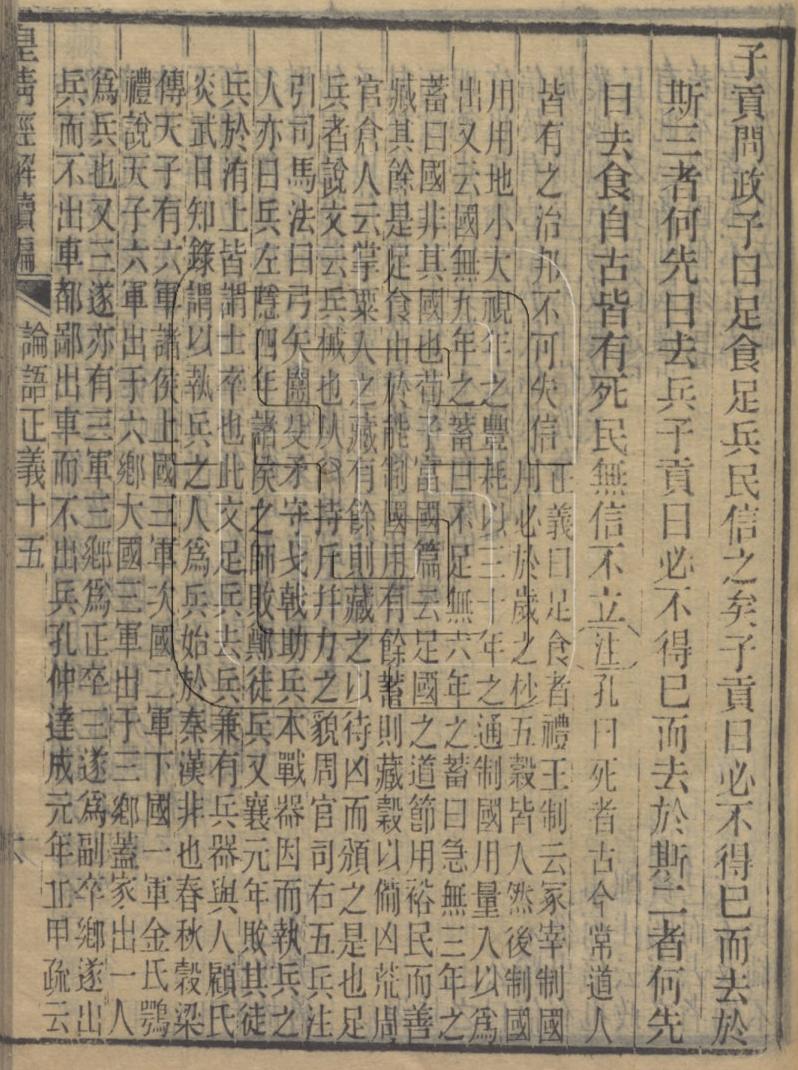 子貢問政子曰足食足兵民信之矣子貢曰必不得已而去於
斯三者何先曰去兵子貢曰必不得已而去於斯二者何先
曰去食自古皆有死民無信不立注孔曰死者古今常道人
皆有之治邦不可失信正義曰足食者禮王制云冡宰制國
用必於歲之杪五穀皆入然後制國
用用地小大視年之豐耗以三十年之通制國用量入以爲
出又云國無九年之蓄曰不足無六年之蓄曰急無三年之
蓄曰國非其國也荀子富國篇云足國之道節用裕民而善
臧其餘是足食由於能制國用有餘蓄則藏穀以備凶荒周
官倉人云掌粟入之藏有餘則藏之以待凶而頒之是也足
兵者說文云兵械也从廾持斤幷力之貌周官司右五兵注
引司馬法曰弓矢圍殳矛守戈戟助兵本戰器因而執兵之
人亦曰兵左隱四年諸侯之師敗鄭徒兵又襄元年敗其徒
兵於洧上皆謂士卒也此文足兵去兵兼有兵器與人顧氏
炎武日知錄謂以執兵之人爲兵始於秦漢非也春秋穀梁
傳天子有六軍諸侯上國三軍次國二軍下國一軍金氏鶚
禮說天子六軍出于六鄉大國三軍出于三鄉蓋家出一人
爲兵也又三遂亦有三軍三鄉爲正卒三遂爲副卒鄉遂出
兵而不出車都鄙出車而不出兵孔仲達成元年丘甲疏云
皇清經解續編
論語正義十五
六